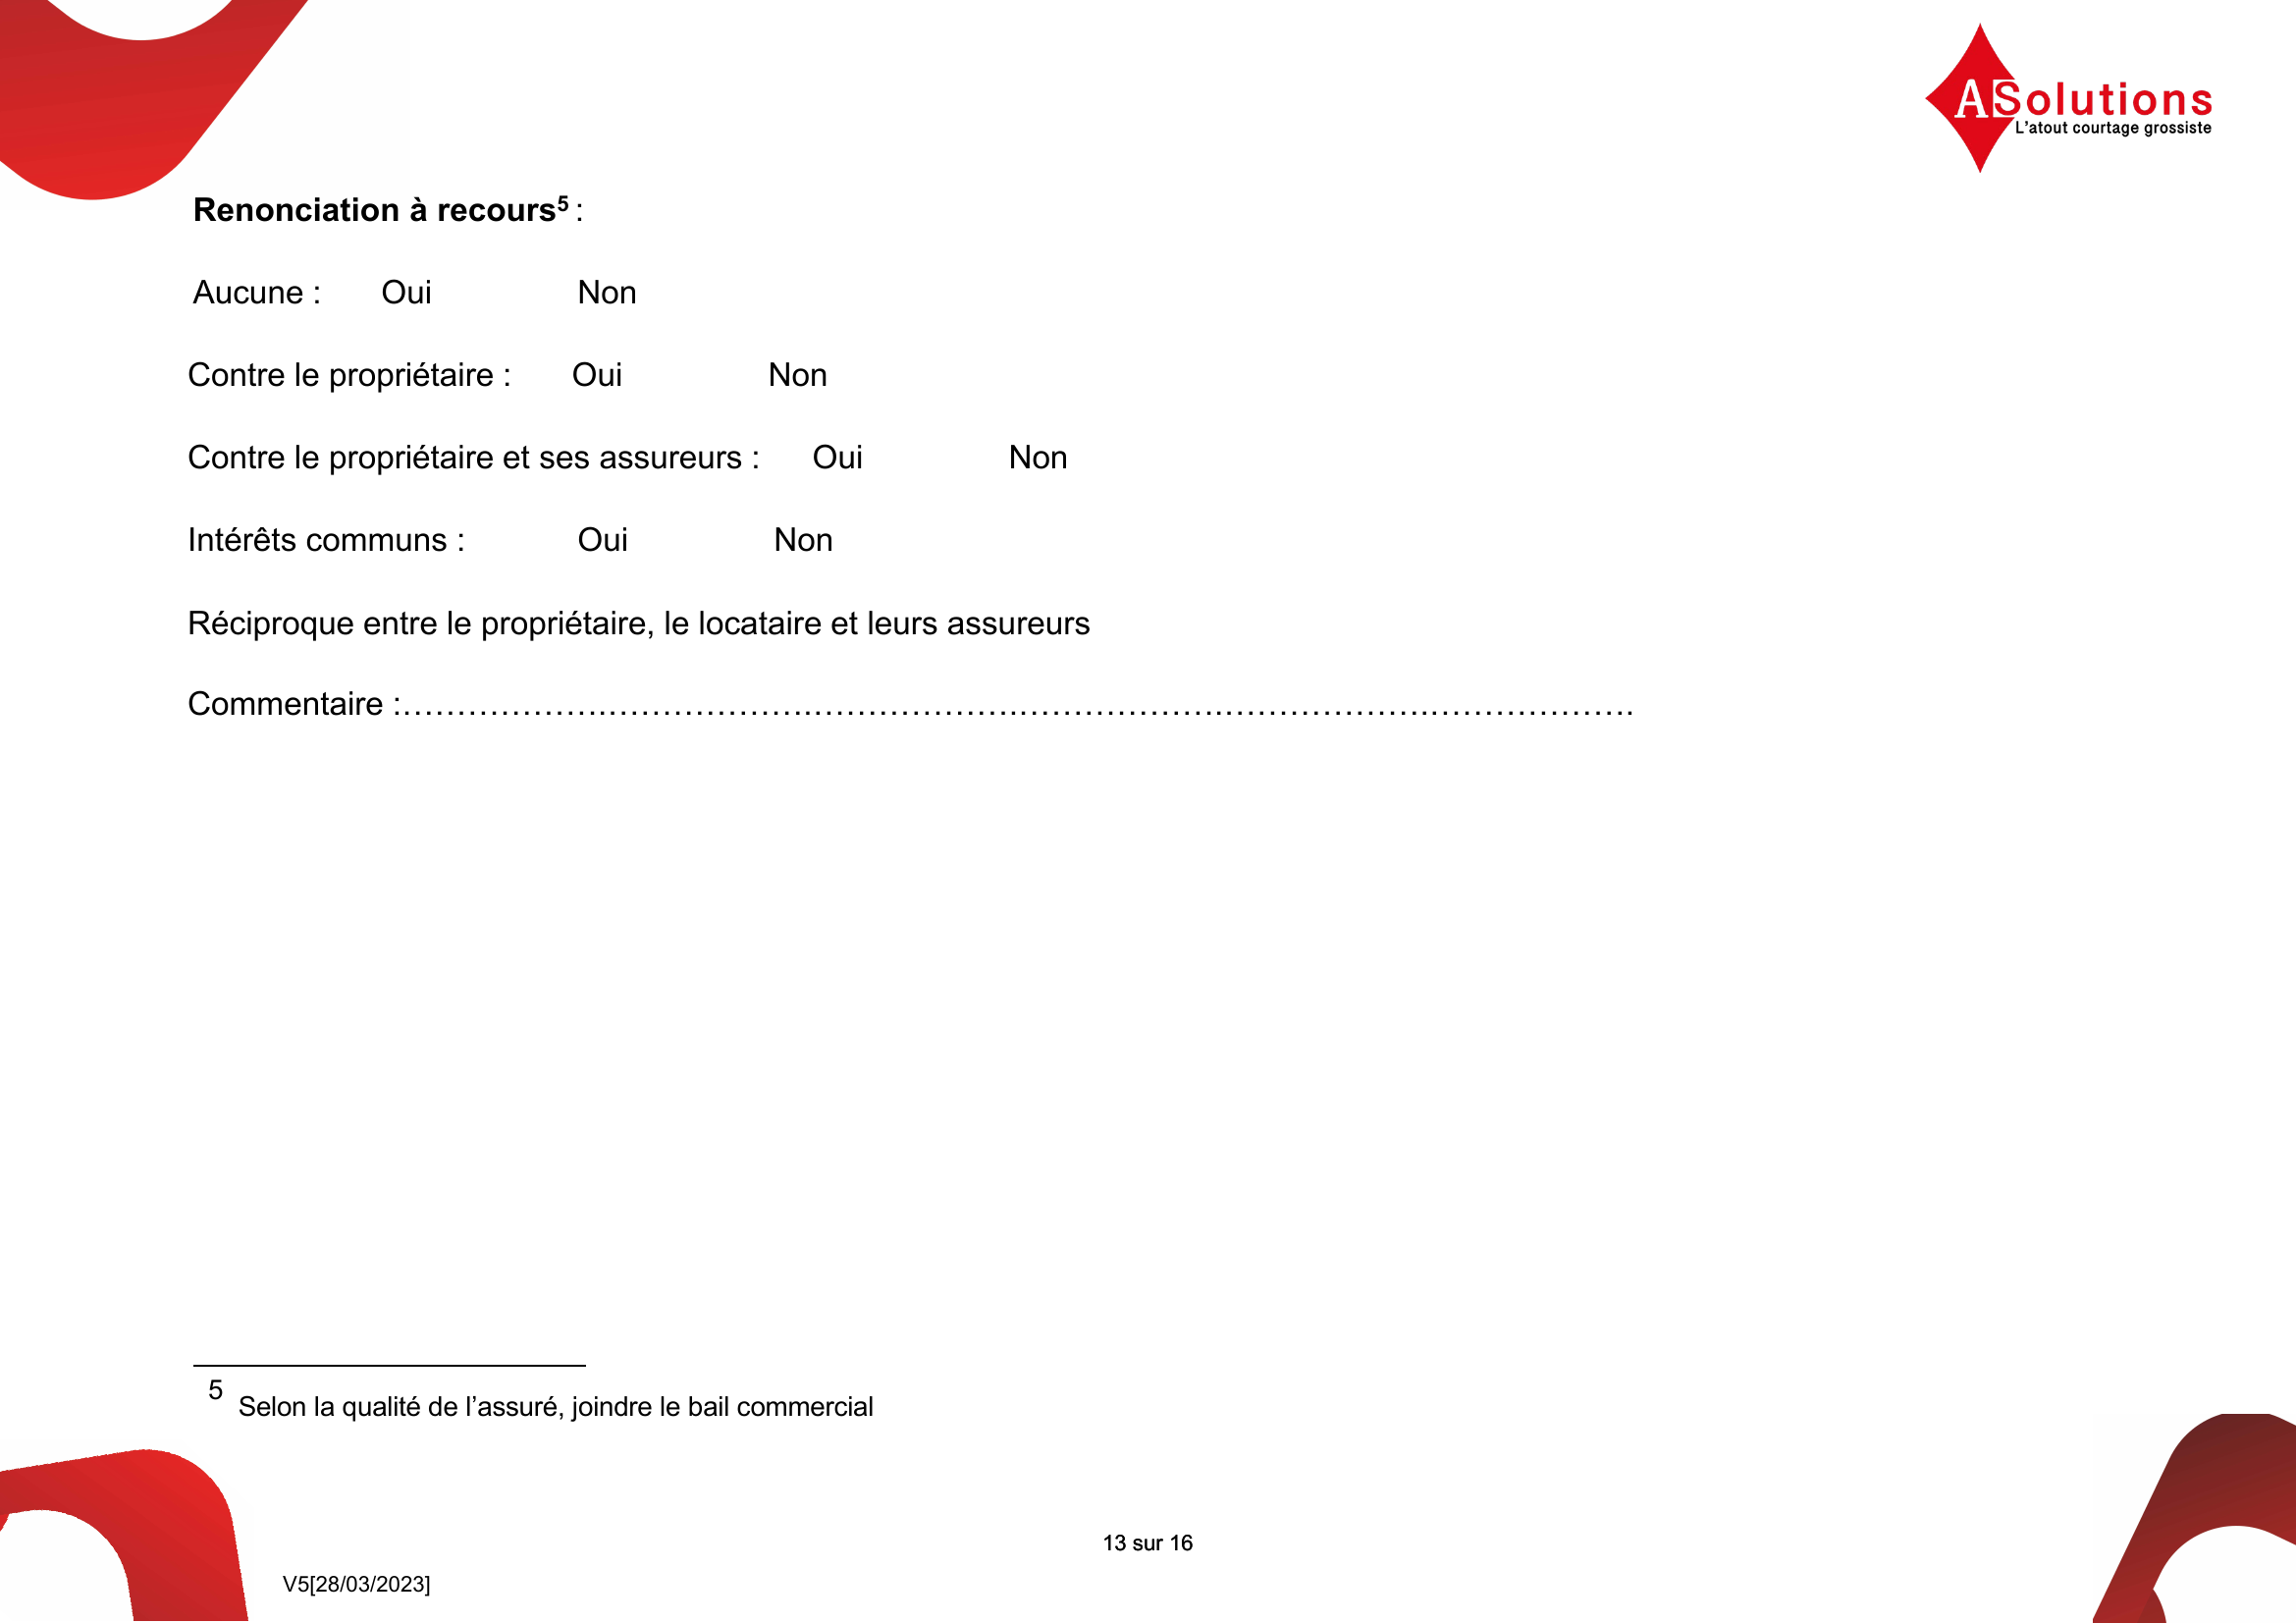 ASolutions
L'atout courtage grossiste
Renonciation à recours⁵ :
Aucune : Oui Non
Contre le propriétaire : Oui Non
Contre le propriétaire et ses assureurs : Oui Non
Intérêts communs : Oui Non
Réciproque entre le propriétaire, le locataire et leurs assureurs
Commentaire :……………….……………….……………….……………….……………….……………….
5 Selon la qualité de l’assuré, joindre le bail commercial
13 sur 16
V5[28/03/2023]